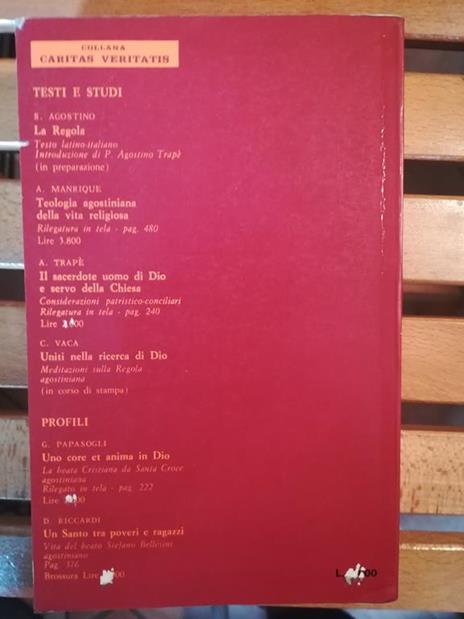 COLLANA
CARITAS VERITATIS
TESTI E STUDI
S. AGOSTINO
La Regola
Testo latino-italiano
Introduzione di P. Agostino Trapè
(in preparazione)
A. MANRIQUE
Teologia agostiniana
della vita religiosa
Rilegatura in tela - pag. 480
Lire 3.800
A. TRAPÈ
Il sacerdote uomo di Dio
e servo della Chiesa
Considerazioni patristico-conciliari
Rilegatura in tela - pag. 240
Lire
C. VACA
Uniti nella ricerca di Dio
Meditazioni sulla Regola
agostiniana
(in corso di stampa)
PROFILI
G. PAPASOGLI
Uno core et anima in Dio
La beata Cristiana da Santa Croce
agostiniana
Rilegato in tela - pag. 222
Lire
D. RICCARDI
Un Santo tra poveri e ragazzi
Vita del beato Stefano Bellesini
agostiniano
Pag. 376
Brossura Lire
L.